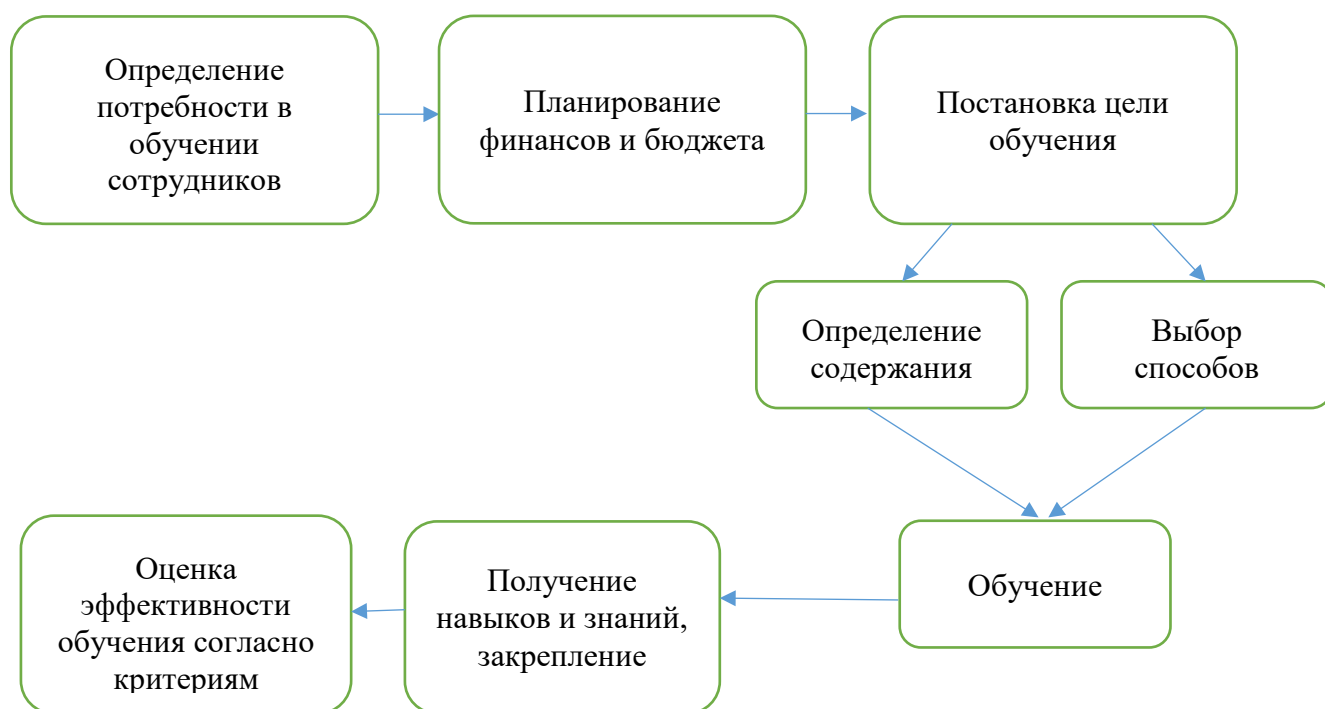 Определение
потребности в
обучении
сотрудников
Планирование
финансов и бюджета
Постановка цели
обучения
Определение
содержания
Выбор
способов
Обучение
Получение
навыков и знаний,
закрепление
Оценка
эффективности
обучения согласно
критериям